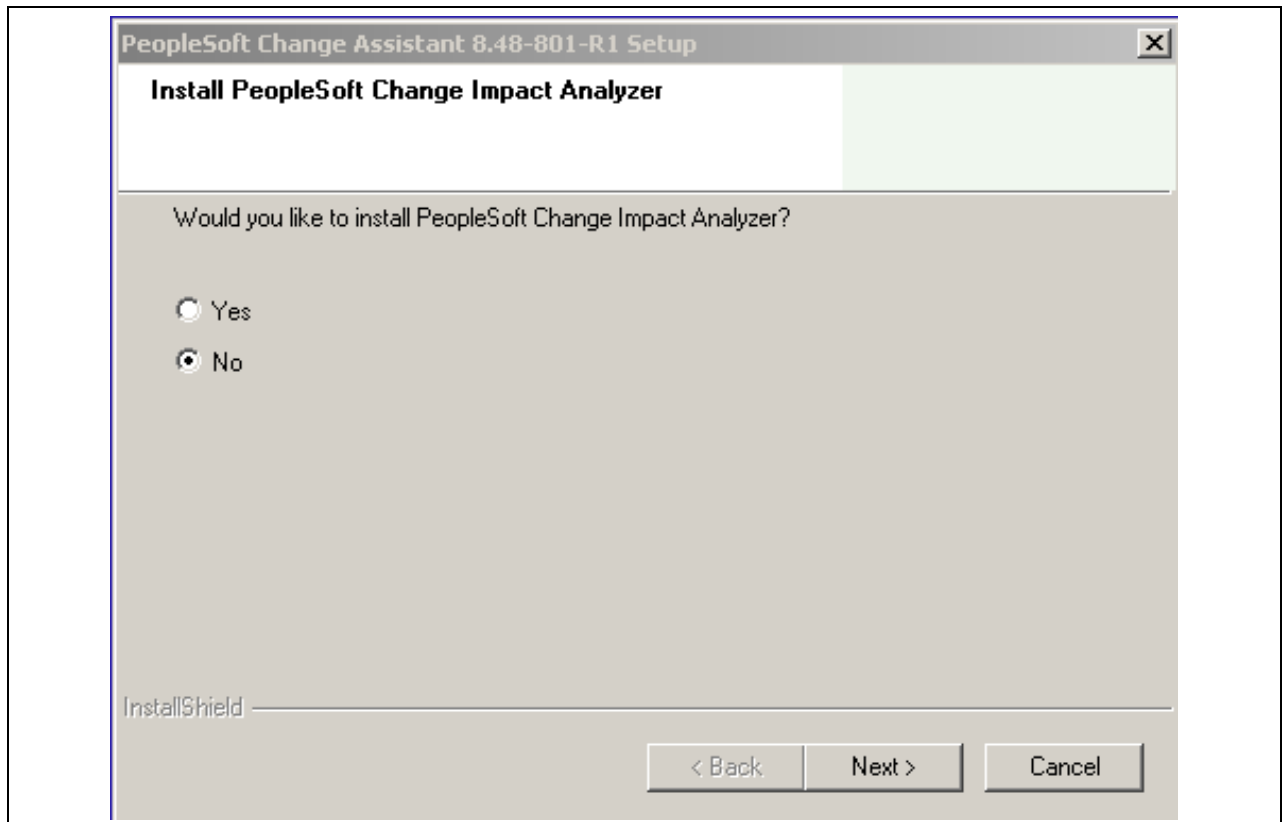 PeopleSoft Change Assistant 8.48-801-R1 Setup
Install PeopleSoft Change Impact Analyzer
Would you like to install PeopleSoft Change Impact Analyzer?
Yes
No
InstallShield
< Back
Next >
Cancel